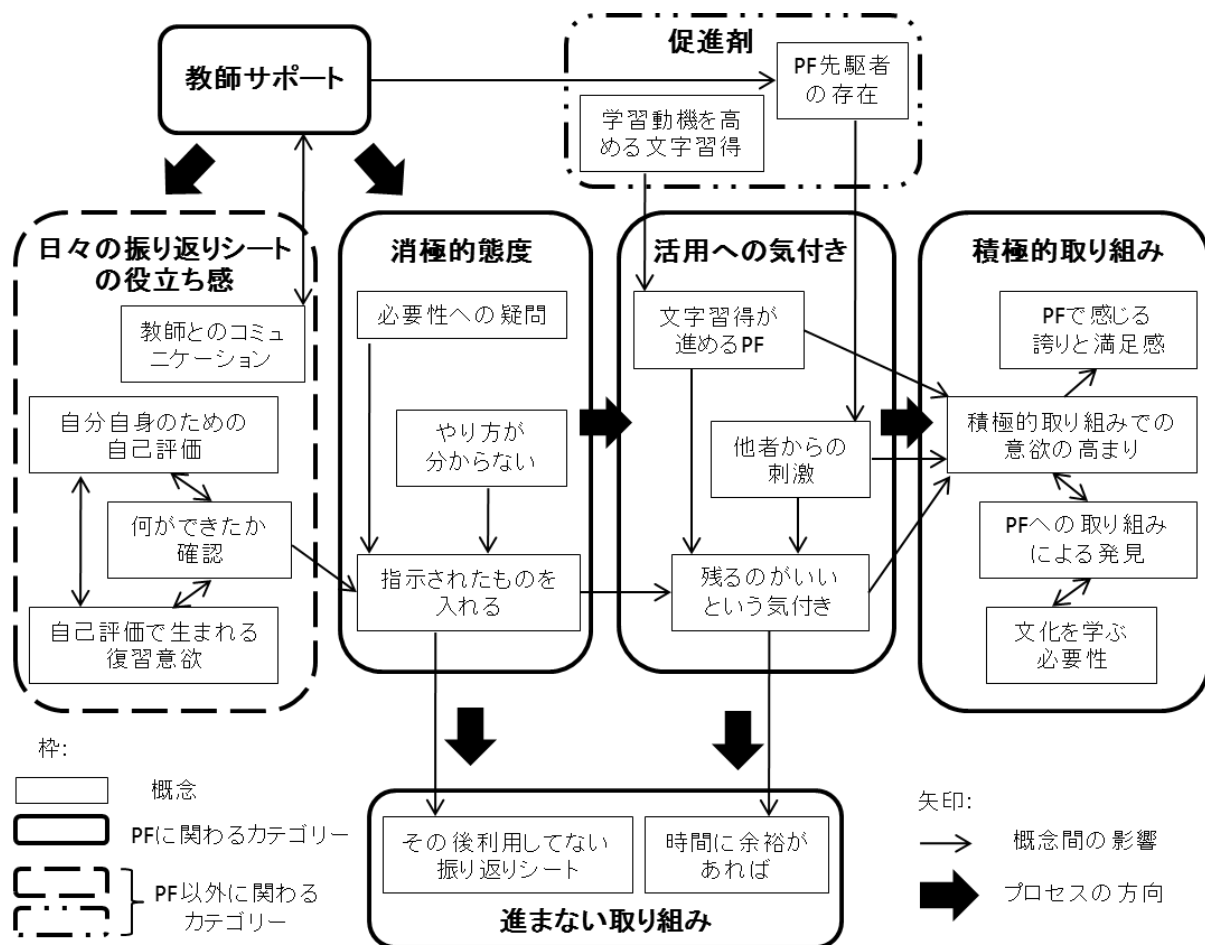 教師サポート
促進剤
PF先駆者
の存在
学習動機を高
める文字習得
日々の振り返りシート
の役立ち感
教師とのコミュ
ニケーション
自分自身のための
自己評価
何ができたか
確認
自己評価で生まれる
復習意欲
消極的態度
必要性への疑問
やり方が
分からない
指示されたものを
入れる
活用への気付き
文字習得が
進めるPF
他者からの
刺激
残るのがいい
という気付き
積極的取り組み
PFで感じる
誇りと満足感
積極的取り組みでの
意欲の高まり
PFへの取り組み
による発見
文化を学ぶ
必要性
その後利用してない
振り返りシート
時間に余裕が
あれば
進まない取り組み
枠:
概念
PFに関わるカテゴリー
PF以外に関わる
カテゴリー
矢印:
概念間の影響
プロセスの方向